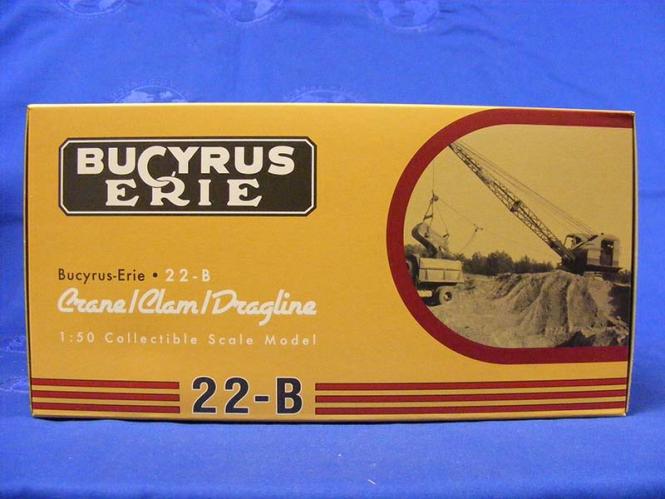 BUCYRUS
ERIE
Bucyrus-Erie • 22-B
Crane/Clam/Dragline
1:50 Collectible Scale Model
22-B